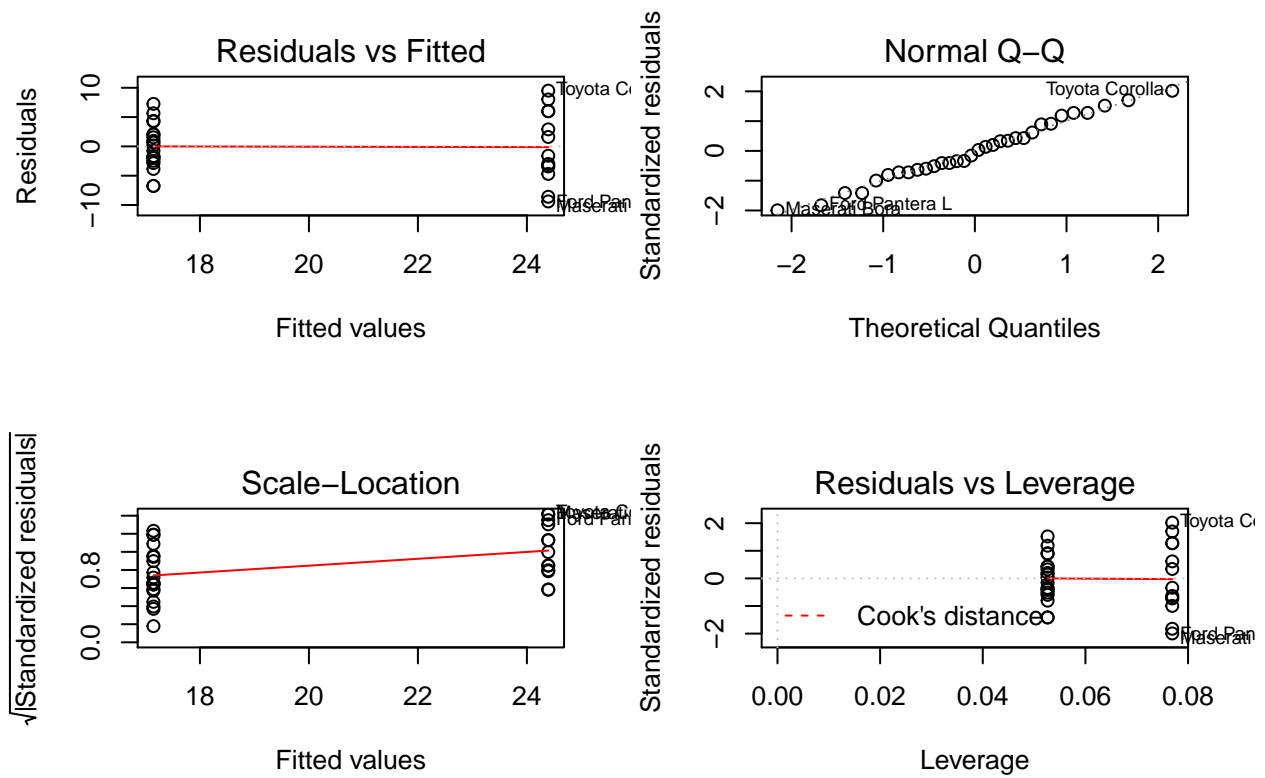 Residuals vs Fitted
Residuals
10
0
−10
Toyota Co
Ford Pan
Maserati
18 20 22 24
Fitted values
Normal Q−Q
Standardized residuals
2
0
−2
Toyota Corolla
Ford Pantera L
Maserati Bora
−2 −1 0 1 2
Theoretical Quantiles
Scale−Location
√|Standardized residuals|
0.8
0.0
Toyota C
Maserati
Ford Pan
18 20 22 24
Fitted values
Residuals vs Leverage
Standardized residuals
2
0
−2
Toyota Co
Ford Pan
Maserati
Cook's distance
0.00 0.02 0.04 0.06 0.08
Leverage